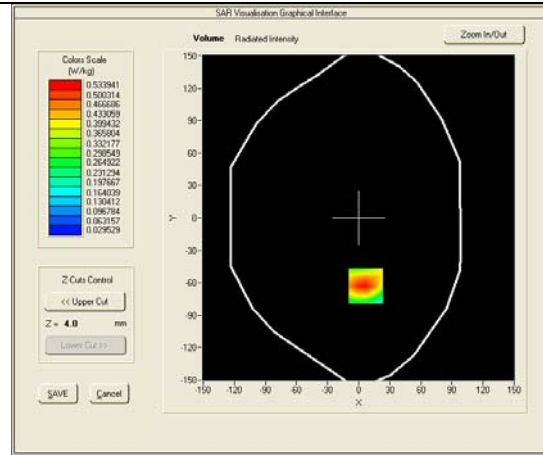 SAR Visualisation Graphical Interface
Volume Radiated Intensity
Zoom In/Out
Colors Scale
(W/kg)
0.533941
0.500314
0.466686
0.433059
0.399432
0.365804
0.332177
0.298549
0.264922
0.231294
0.197667
0.164039
0.130412
0.096784
0.063157
0.029529
Z Cuts Control
<< Upper Cut
Z = 4.0 mm
Lower Cut >>
SAVE Cancel
150
120
90
60
30
0
-30
-60
-90
-120
-150
Y
-150 -120 -90 -60 -30 0 30 60 90 120 150
X